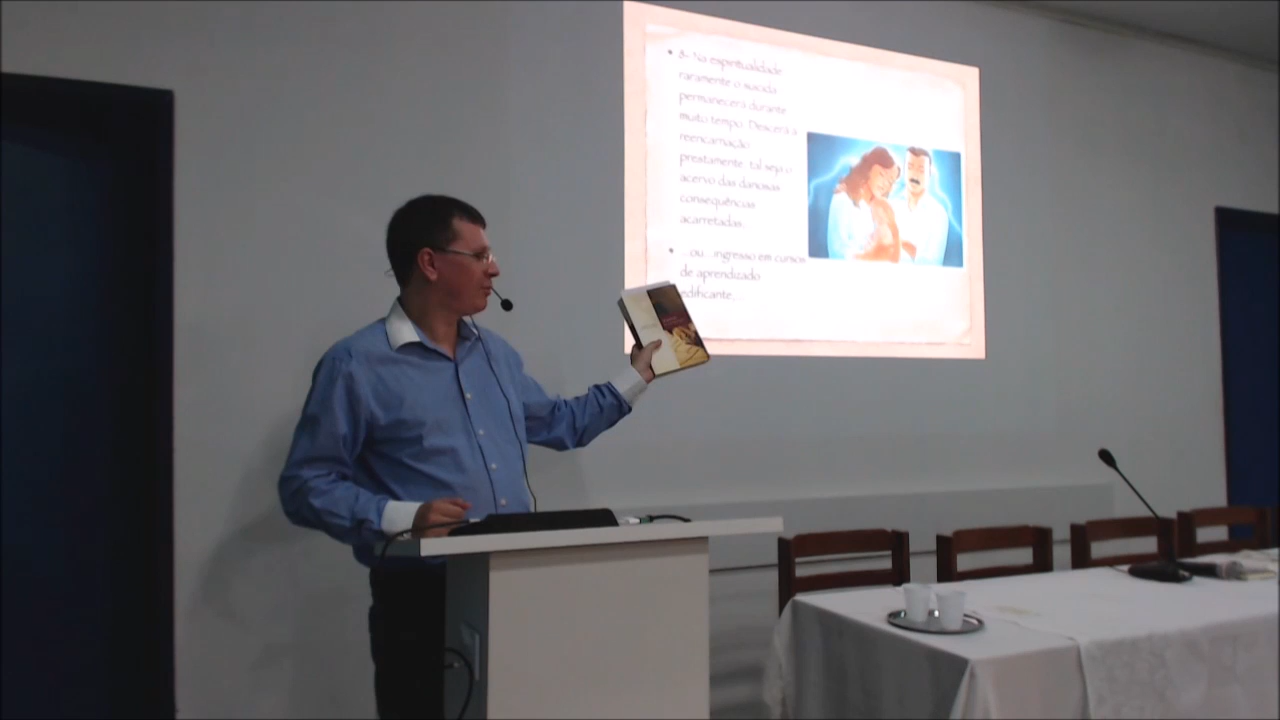 • 8- Na espiritualidade
raramente o suicida
permanecerá durante
muito tempo. Descerá à
reencarnação
prestamente, tal seja o
acervo das danosas
consequências
acarretadas...
• ...ou...ingresso em cursos
de aprendizado
edificante...